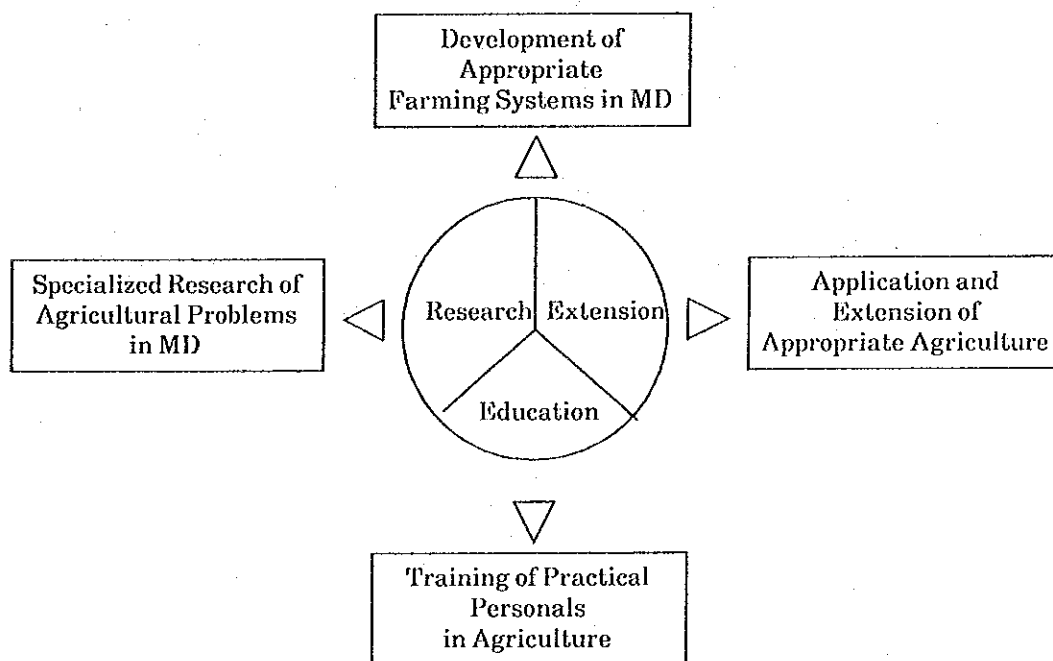 Development of
Appropriate
Farming Systems in MD
Specialized Research of
Agricultural Problems
in MD
Research
Extension
Education
Application and
Extension of
Appropriate Agriculture
Training of Practical
Personals
in Agriculture